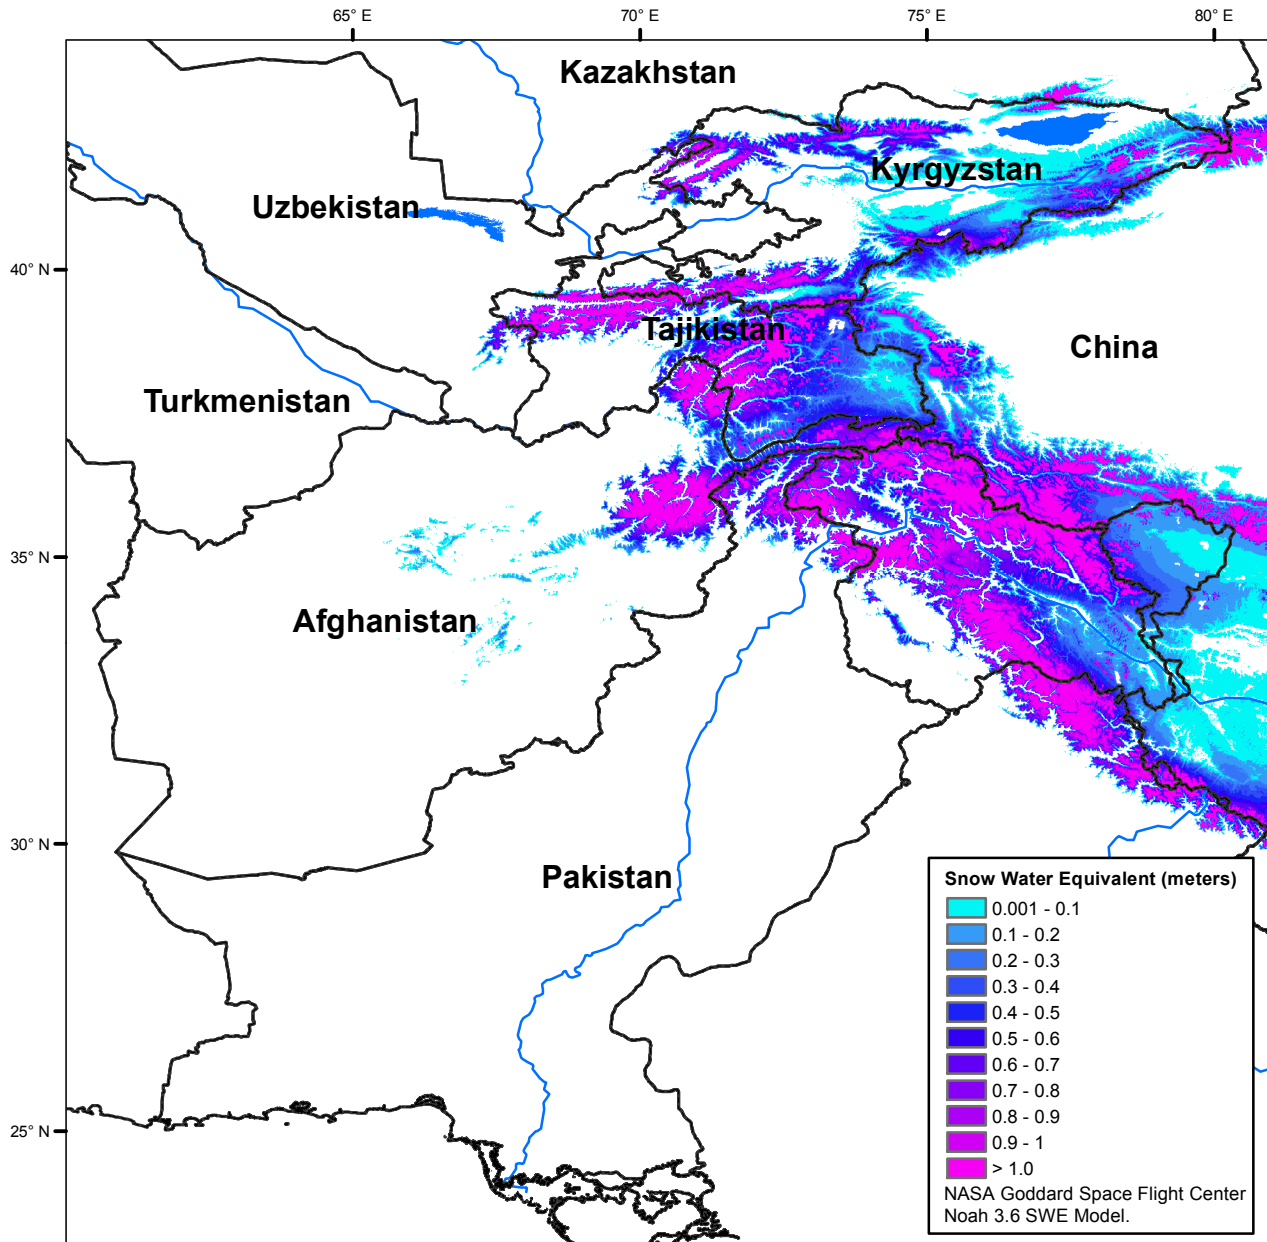 65° E
70° E
75° E
80° E
Kazakhstan
Kyrgyzstan
Uzbekistan
40° N
Tajikistan
China
Turkmenistan
35° N
Afghanistan
30° N
Pakistan
25° N
Snow Water Equivalent (meters)
0.001 - 0.1
0.1 - 0.2
0.2 - 0.3
0.3 - 0.4
0.4 - 0.5
0.5 - 0.6
0.6 - 0.7
0.7 - 0.8
0.8 - 0.9
0.9 - 1
> 1.0
NASA Goddard Space Flight Center
Noah 3.6 SWE Model.